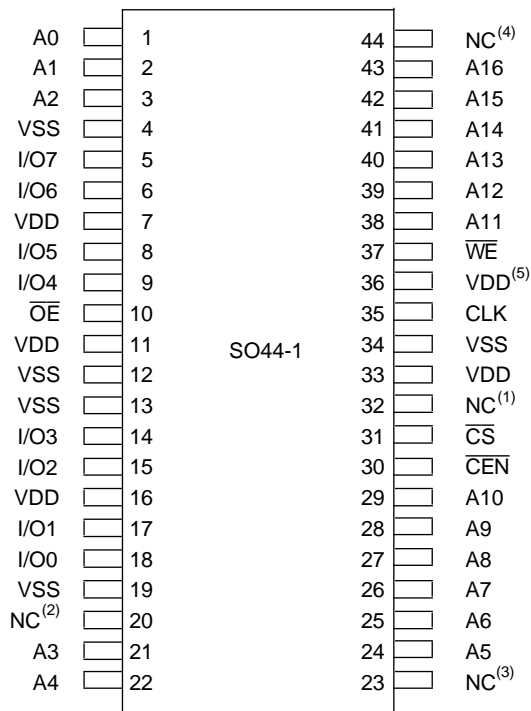 A0 1 44 NC(4)
A1 2 43 A16
A2 3 42 A15
VSS 4 41 A14
I/O7 5 40 A13
I/O6 6 39 A12
VDD 7 38 A11
I/O5 8 37 W̅E̅
I/O4 9 36 VDD(5)
O̅E̅ 10 35 CLK
VDD 11 34 VSS
SO44-1
VSS 12 33 VDD
VSS 13 32 NC(1)
I/O3 14 31 C̅S̅
I/O2 15 30 C̅E̅N̅
VDD 16 29 A10
I/O1 17 28 A9
I/O0 18 27 A8
VSS 19 26 A7
NC(2) 20 25 A6
A3 21 24 A5
A4 22 23 NC(3)